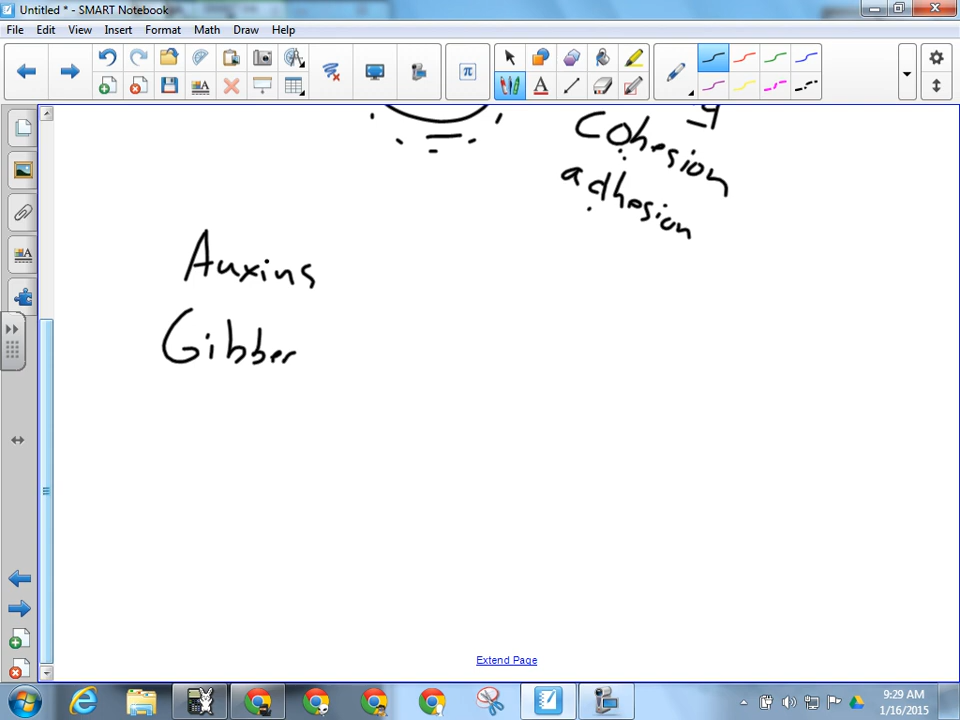 Untitled * - SMART Notebook
File Edit View Insert Format Math Draw Help
Cohesion
adhesion
Auxins
Gibber
Extend Page
9:29 AM
1/16/2015